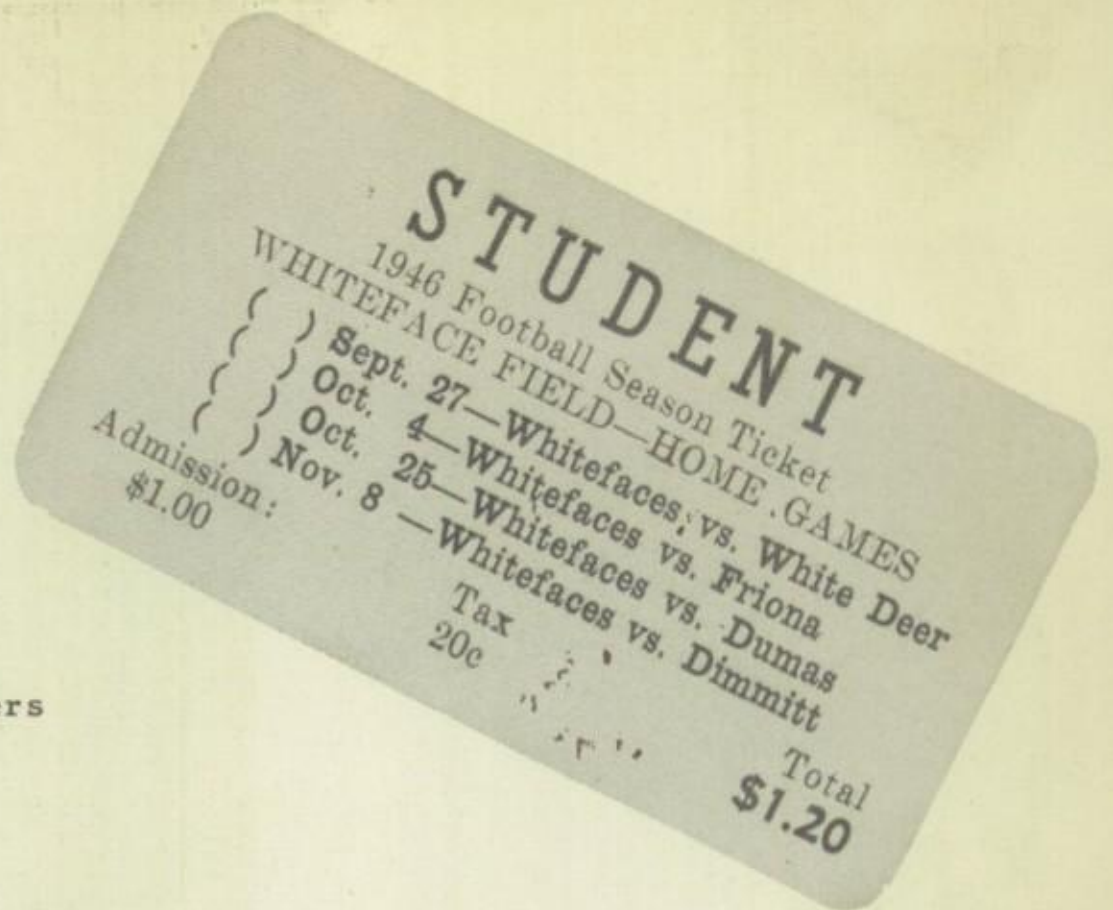 STUDENT
1946 Football Season Ticket
WHITEFACE FIELD—HOME GAMES
( ) Sept. 27—Whitefaces vs. White Deer
( ) Oct. 4—Whitefaces vs. Friona
( ) Oct. 25—Whitefaces vs. Dumas
( ) Nov. 8 —Whitefaces vs. Dimmitt
Admission: Tax Total
$1.00 20c $1.20
ers